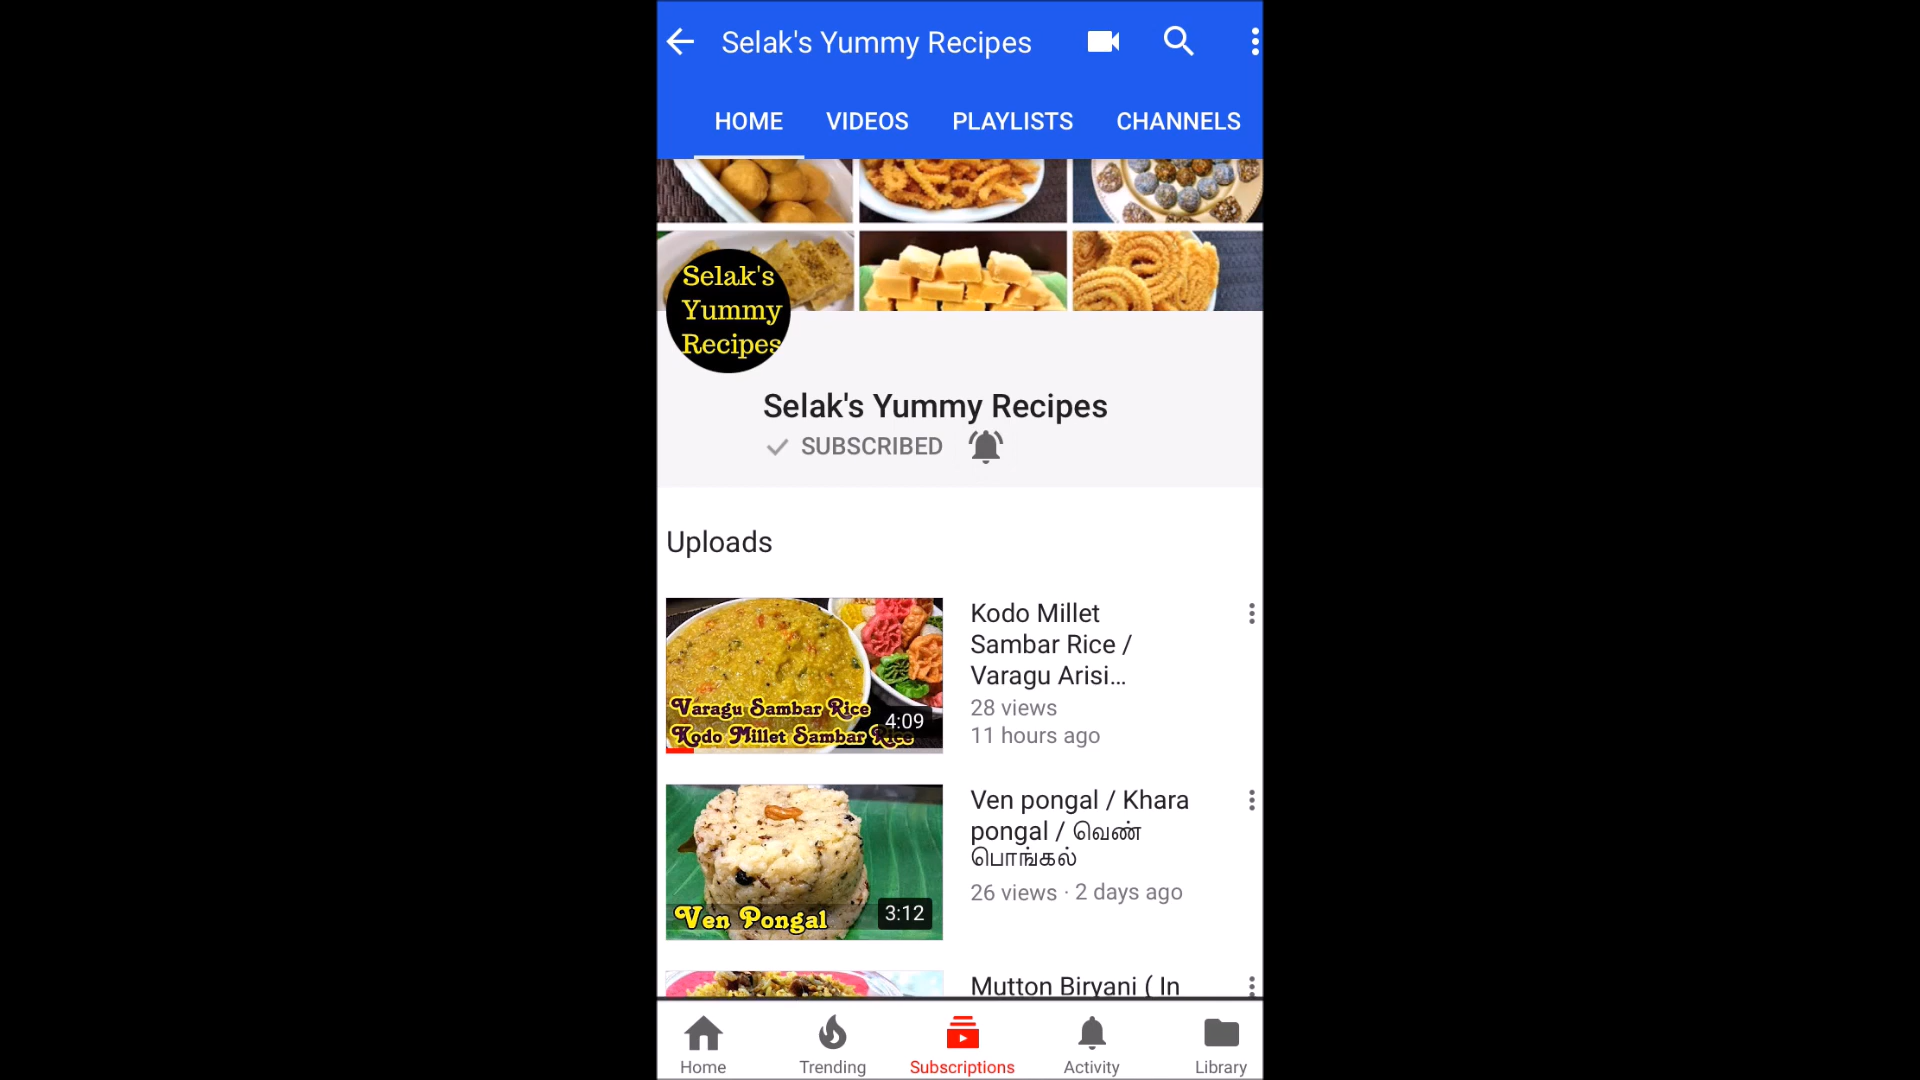 Selak's Yummy Recipes
HOME VIDEOS PLAYLISTS CHANNELS
Selak's
Yummy
Recipes
Selak's Yummy Recipes
SUBSCRIBED
Uploads
Varagu Sambar Rice
Kodo Millet Sambar Rice
4:09
Kodo Millet
Sambar Rice /
Varagu Arisi...
28 views
11 hours ago
Ven Pongal
3:12
Ven pongal / Khara
pongal / வெண்
பொங்கல்
26 views · 2 days ago
Mutton Biryani ( In
Home Trending Subscriptions Activity Library